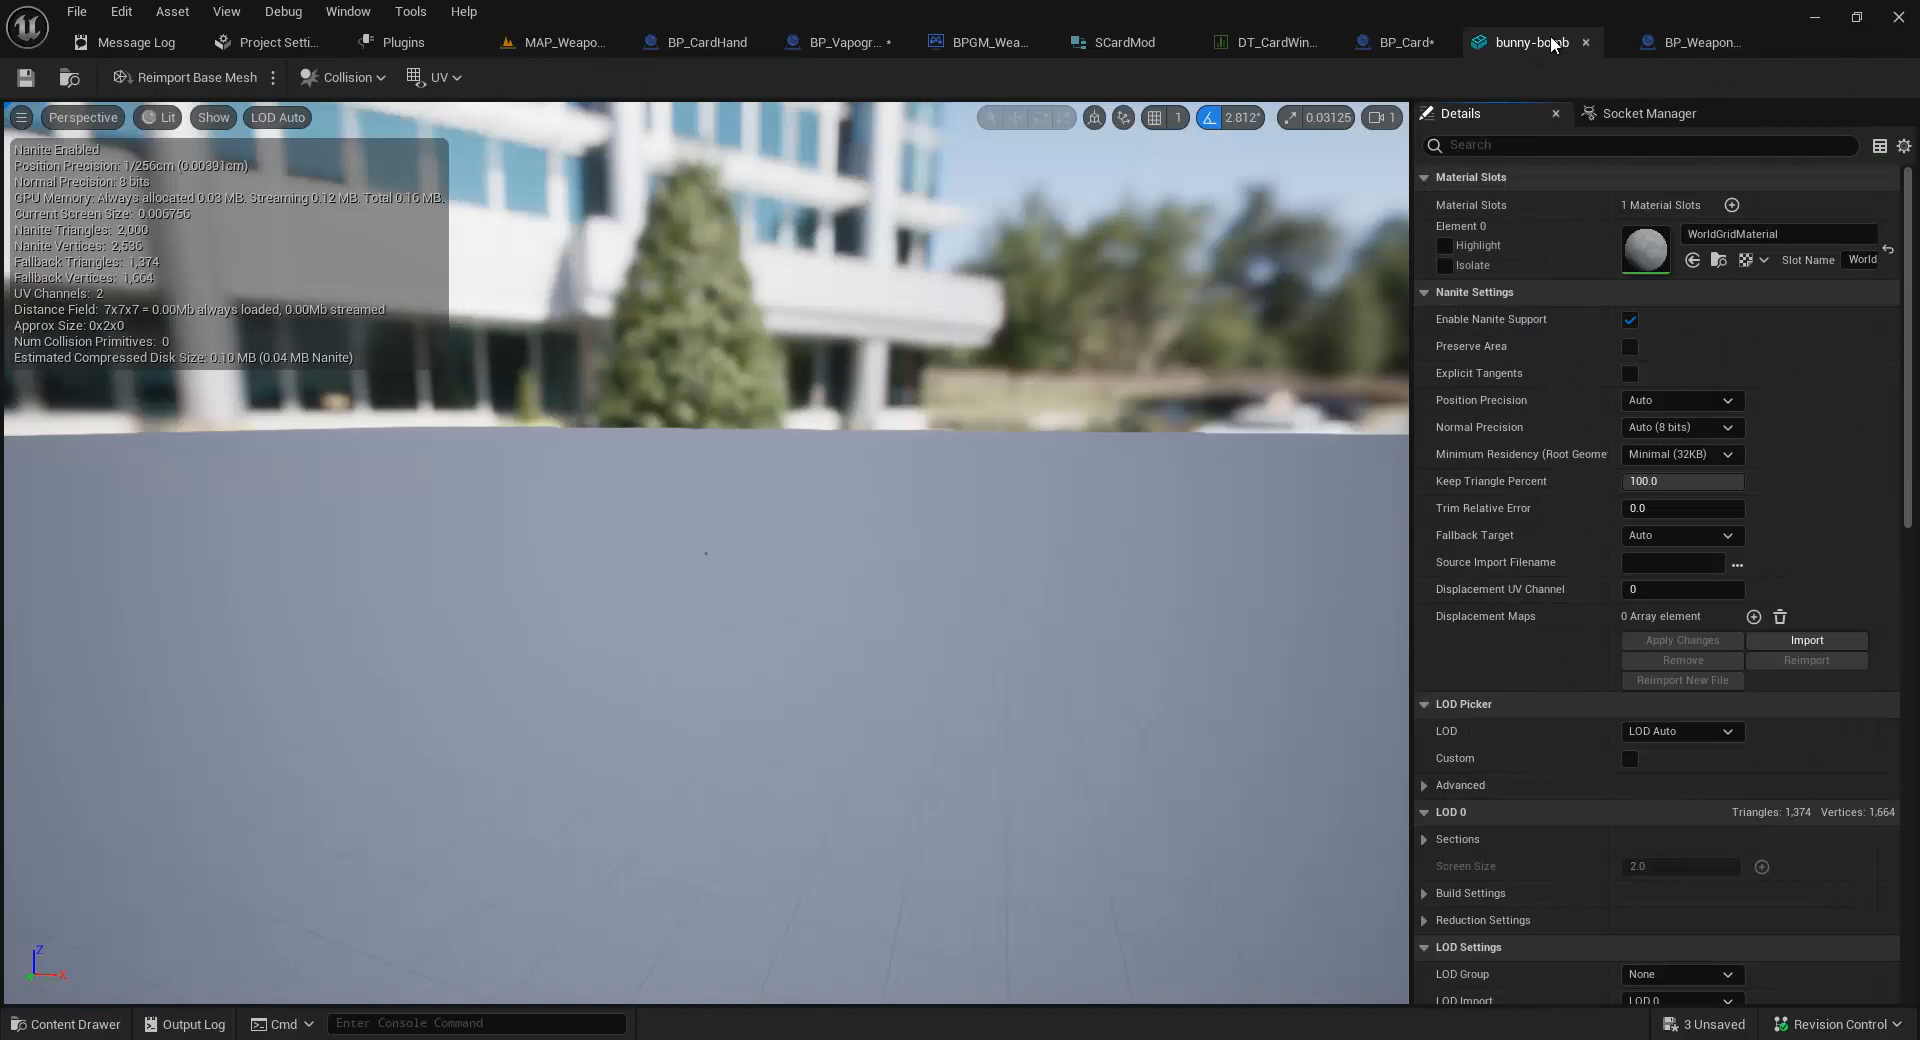 File Edit Asset View Debug Window Tools Help
Message Log Project Setti... Plugins MAP_Weapo... BP_CardHand BP_Vapogr... * BPGM_Wea... SCardMod DT_CardWin... BP_Card* BP_Weapon...
Reimport Base Mesh Collision UV
Perspective Lit Show LOD Auto 1 2.812° 0.03125 1
Nanite Enabled
Position Precision: 1/256cm (0.00391cm)
Normal Precision: 8 bits
GPU Memory: Always allocated 0.03 MB. Streaming 0.12 MB. Total 0.16 MB.
Current Screen Size: 0.006756
Nanite Triangles: 2,000
Nanite Vertices: 2,536
Fallback Triangles: 1,374
Fallback Vertices: 1,664
UV Channels: 2
Distance Field: 7x7x7 = 0.00Mb always loaded, 0.00Mb streamed
Approx Size: 0x2x0
Num Collision Primitives: 0
Estimated Compressed Disk Size: 0.10 MB (0.04 MB Nanite)
Z
X
Details Socket Manager
Search
Material Slots
Material Slots 1 Material Slots
Element 0
Highlight
Isolate
WorldGridMaterial
Slot Name World
Nanite Settings
Enable Nanite Support
Preserve Area
Explicit Tangents
Position Precision Auto
Normal Precision Auto (8 bits)
Minimum Residency (Root Geome Minimal (32KB)
Keep Triangle Percent 100.0
Trim Relative Error 0.0
Fallback Target Auto
Source Import Filename ...
Displacement UV Channel 0
Displacement Maps 0 Array element
Apply Changes Import
Remove Reimport
Reimport New File
LOD Picker
LOD LOD Auto
Custom
Advanced
LOD 0 Triangles: 1,374 Vertices: 1,664
Sections
Screen Size 2.0
Build Settings
Reduction Settings
LOD Settings
LOD Group None
LOD Import LOD 0
Content Drawer Output Log Cmd Enter Console Command 3 Unsaved Revision Control